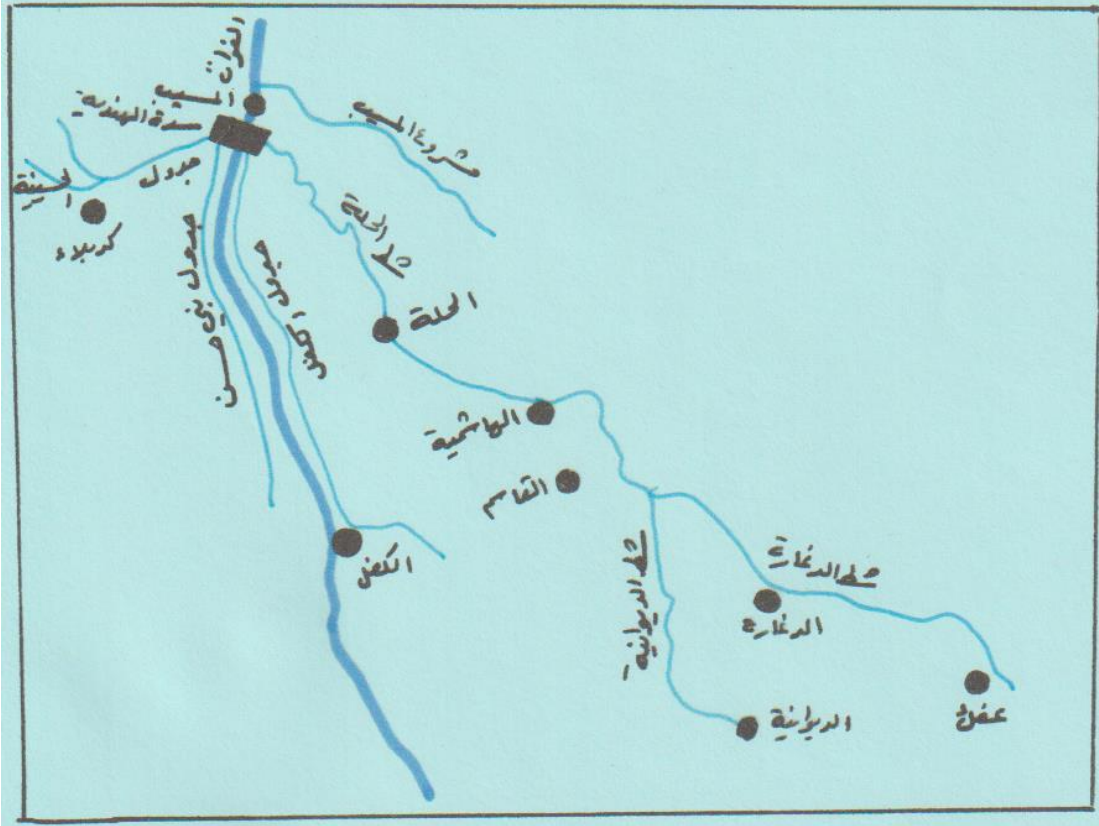 الفرات
المسيب
سدة الهندية
مشروع المسيب
جدول
الحسينية
كربلاء
شط الحلة
جدول بني حسن
جدول الكفل
الحلة
الهاشمية
القاسم
الكفل
شط الدغارة
شط الديوانية
الدغارة
عفك
الديوانية